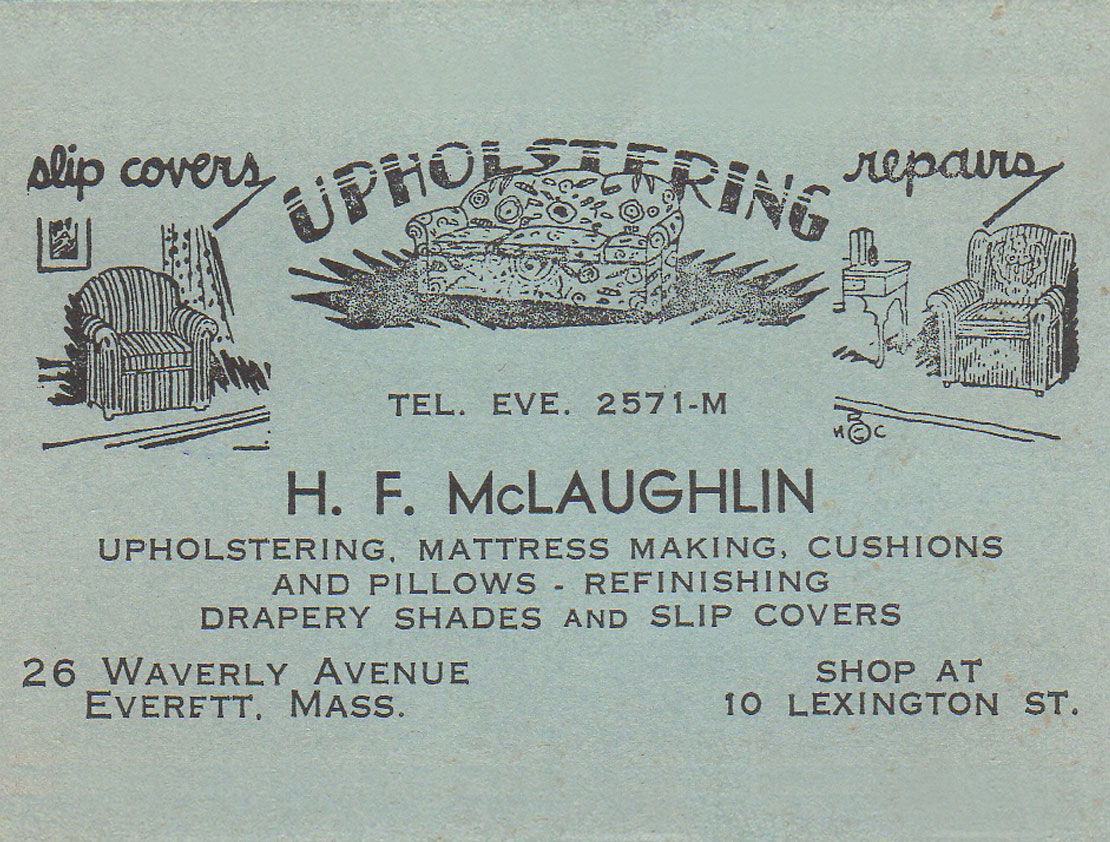 slip covers
UPHOLSTERING
repairs
TEL. EVE. 2571-M
H. F. McLAUGHLIN
UPHOLSTERING, MATTRESS MAKING, CUSHIONS
AND PILLOWS - REFINISHING
DRAPERY SHADES AND SLIP COVERS
26 WAVERLY AVENUE
EVERETT, MASS.
SHOP AT
10 LEXINGTON ST.